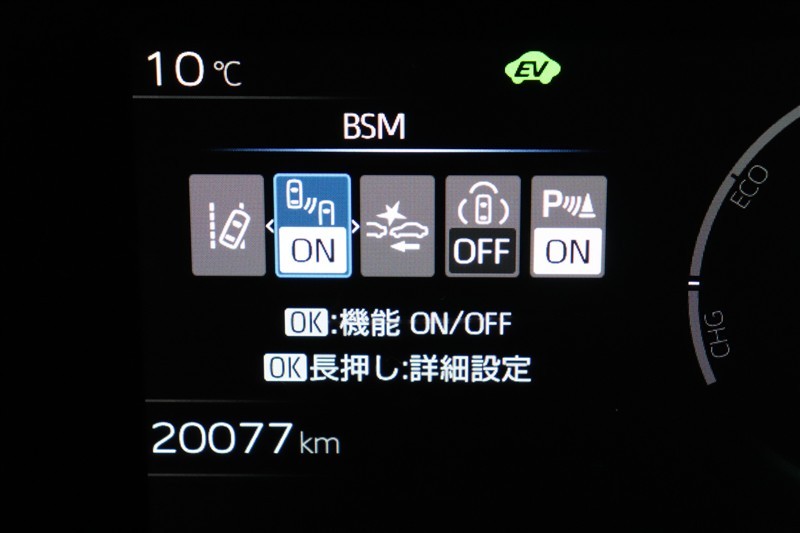 10℃ EV
BSM
ON OFF P ON
OK:機能 ON/OFF
OK長押し:詳細設定
20077km
ECO
CHG